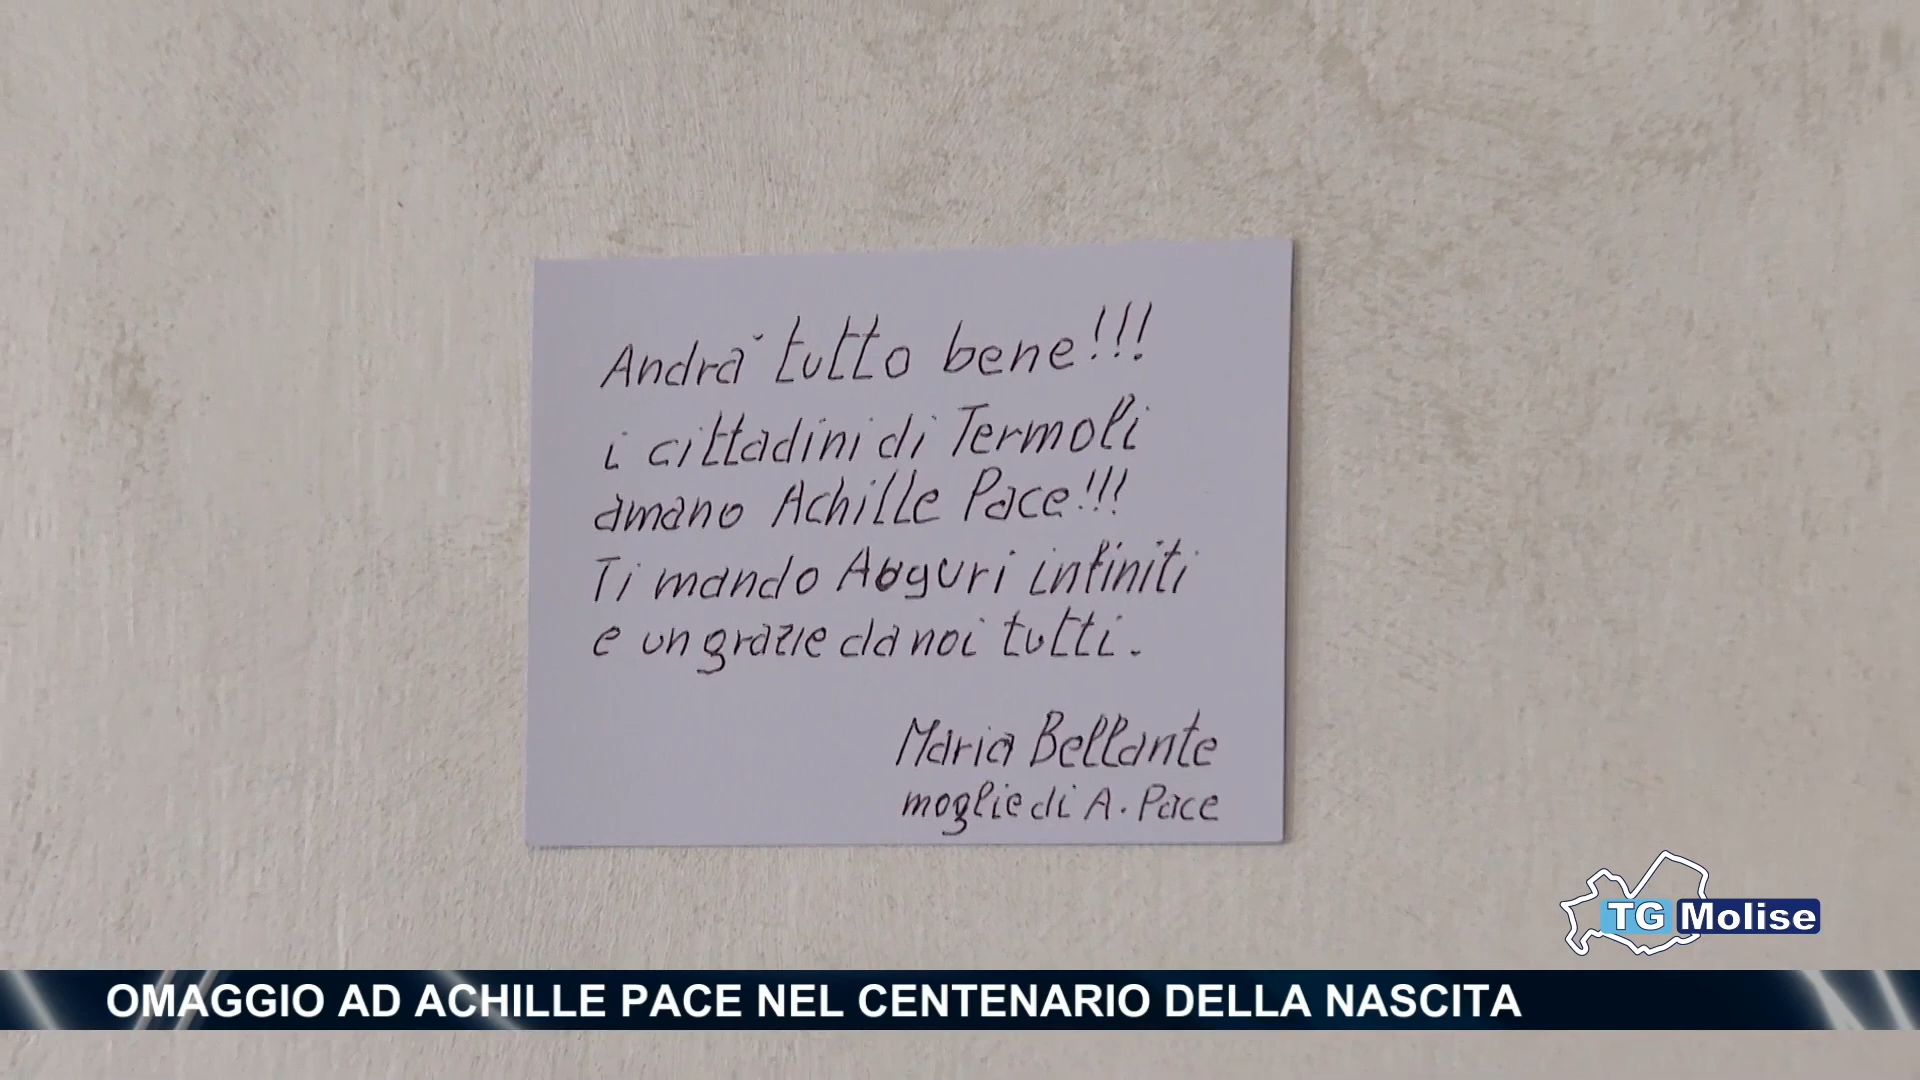 Andrà tutto bene!!!
i cittadini di Termoli
amano Achille Pace!!!
Ti mando Auguri infiniti
e un grazie da noi tutti.
Maria Bellante
moglie di A. Pace
TG Molise
OMAGGIO AD ACHILLE PACE NEL CENTENARIO DELLA NASCITA